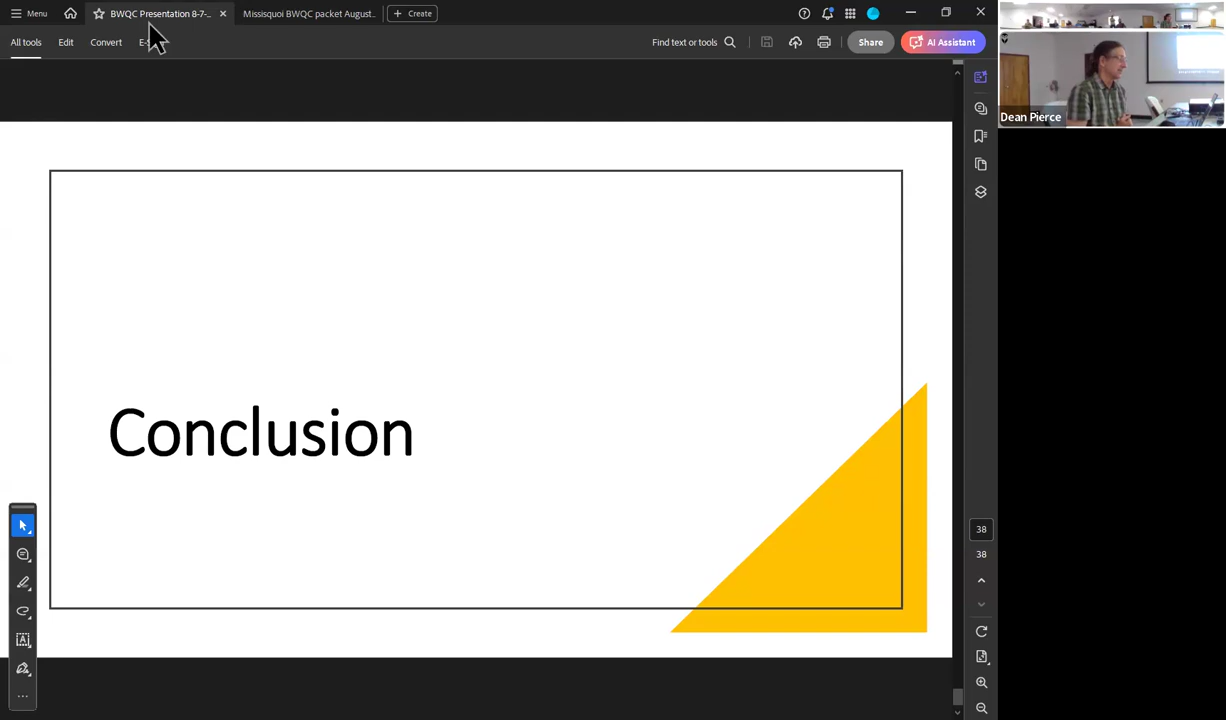 Menu
BWQC Presentation 8-7-...
Missisquoi BWQC packet August...
Create
All tools
Edit
Convert
Find text or tools
Share
AI Assistant
Dean Pierce
Conclusion
38
38